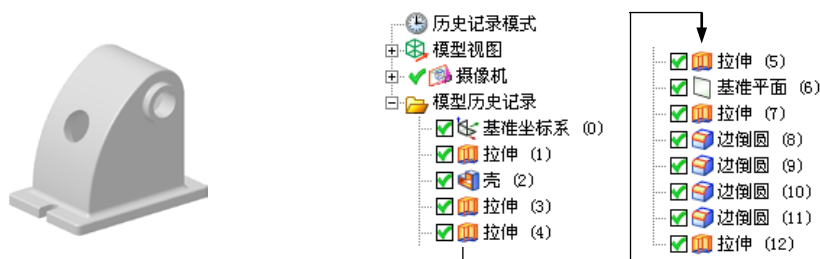 历史记录模式
模型视图
摄像机
模型历史记录
基准坐标系 (0)
拉伸 (1)
壳 (2)
拉伸 (3)
拉伸 (4)
拉伸 (5)
基准平面 (6)
拉伸 (7)
边倒圆 (8)
边倒圆 (9)
边倒圆 (10)
边倒圆 (11)
拉伸 (12)